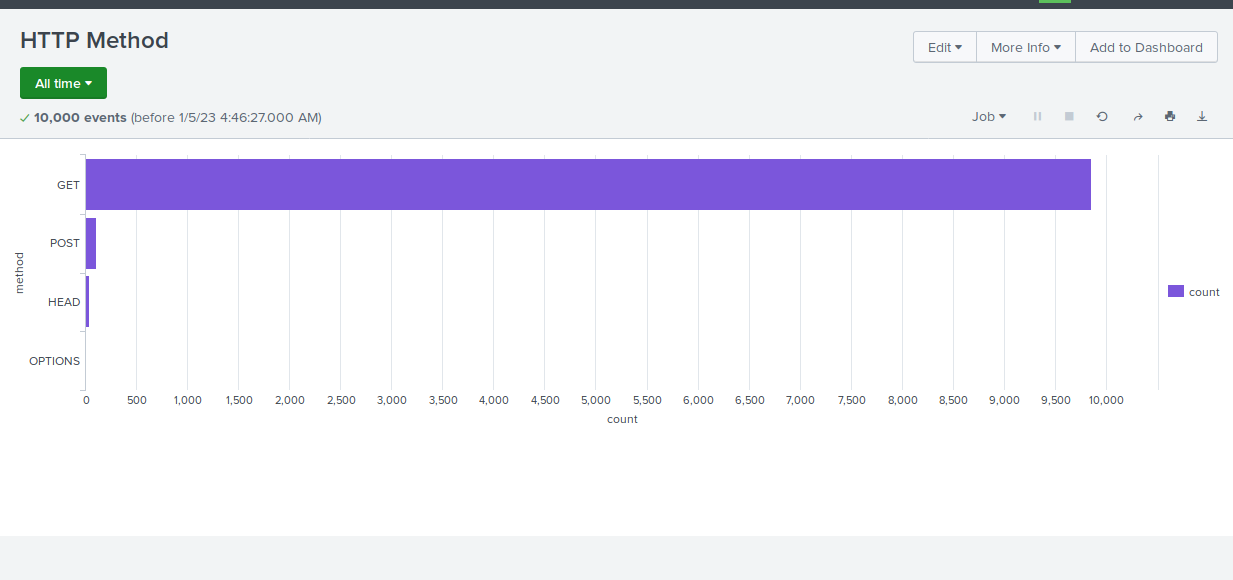 HTTP Method
Edit More Info Add to Dashboard
All time
10,000 events (before 1/5/23 4:46:27.000 AM)
Job
GET
POST
HEAD
OPTIONS
method
0 500 1,000 1,500 2,000 2,500 3,000 3,500 4,000 4,500 5,000 5,500 6,000 6,500 7,000 7,500 8,000 8,500 9,000 9,500 10,000
count
count